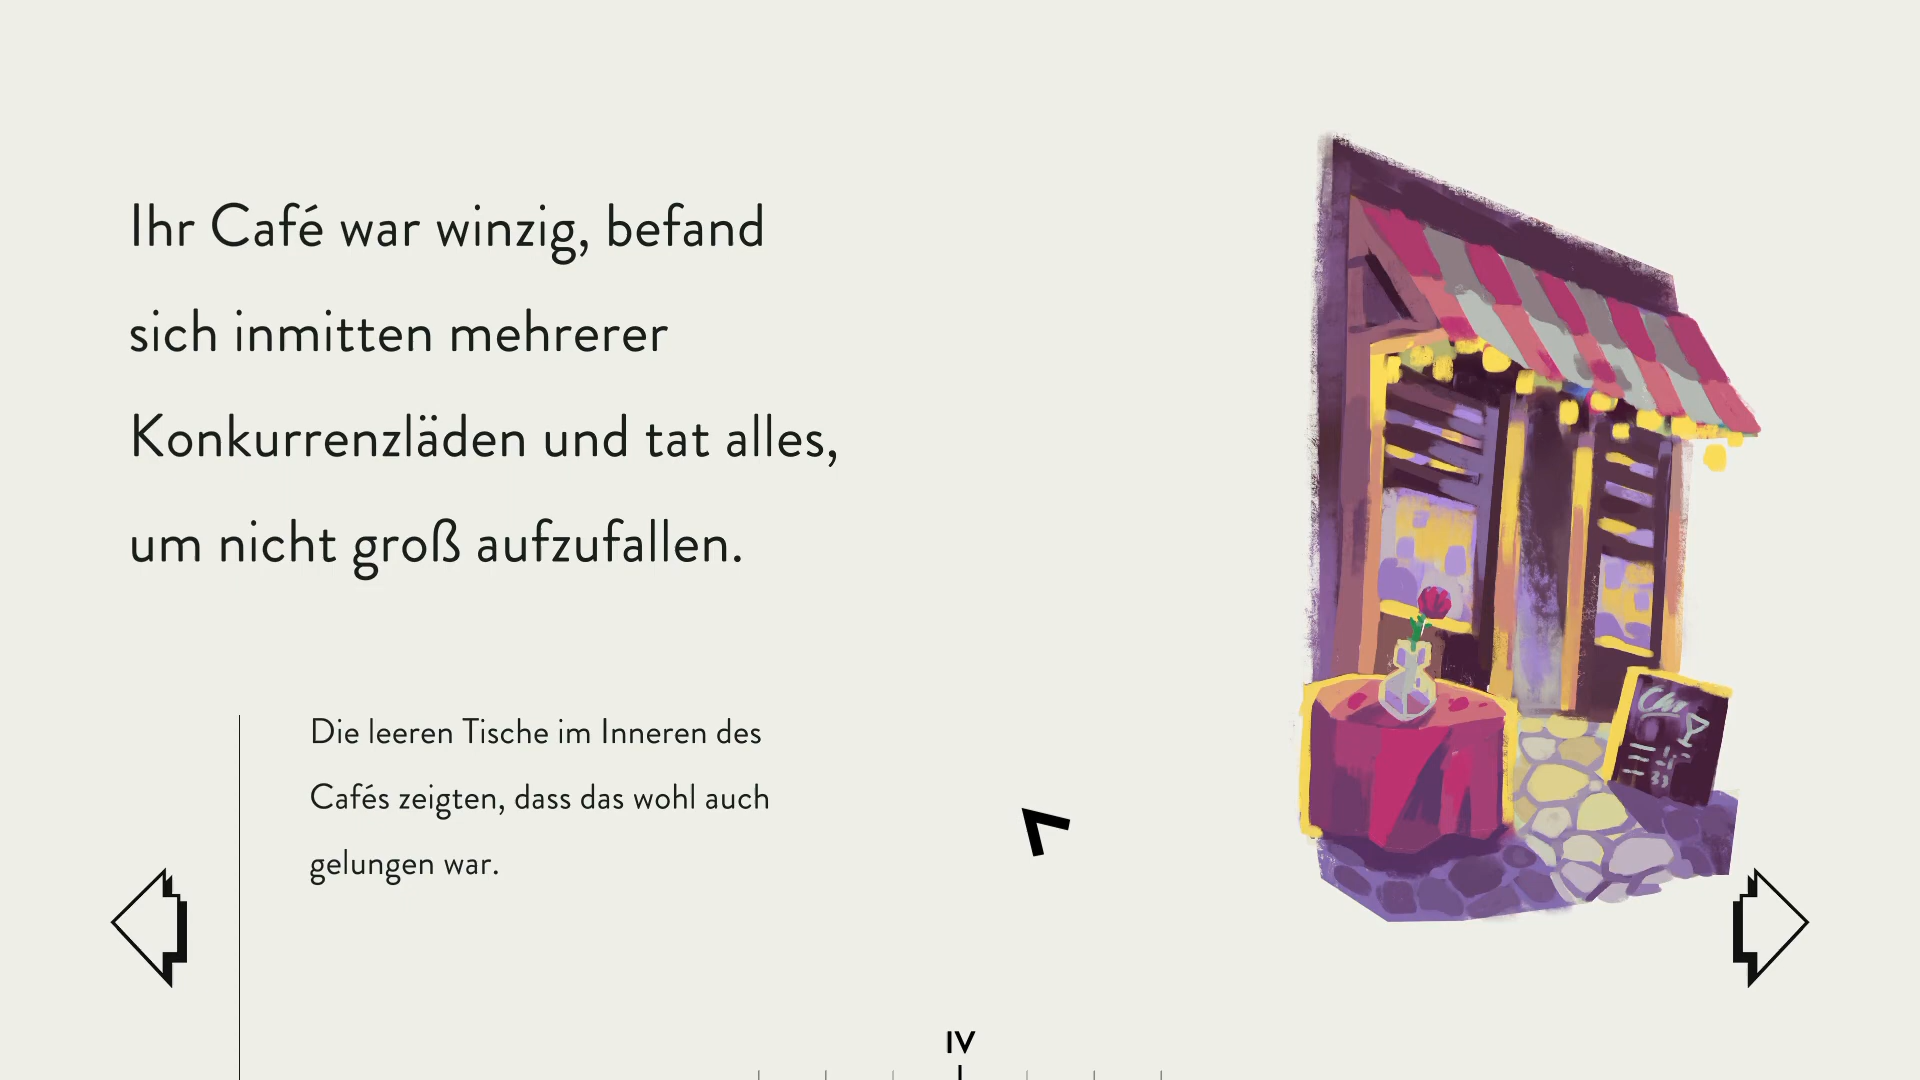 Ihr Café war winzig, befand
sich inmitten mehrerer
Konkurrenzläden und tat alles,
um nicht groß aufzufallen.
Die leeren Tische im Inneren des
Cafés zeigten, dass das wohl auch
gelungen war.
IV